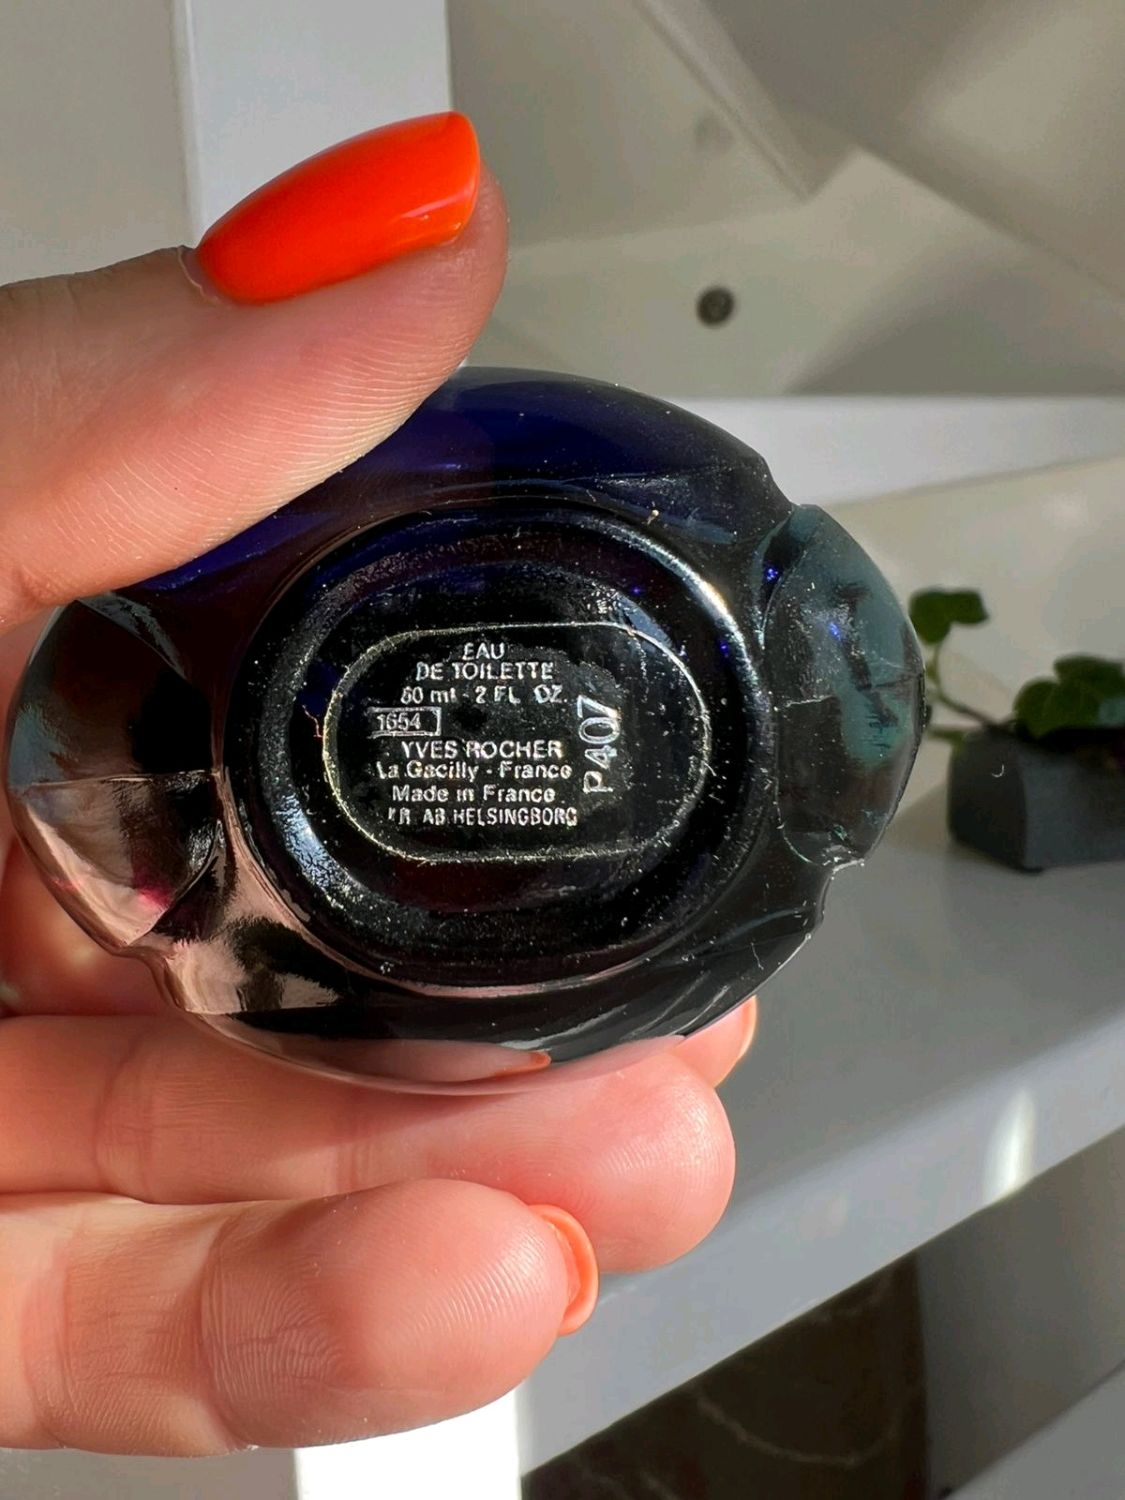 EAU
DE TOILETTE
60 ml - 2 FL OZ
1654
YVES ROCHER
La Gacilly - France
Made in France
YR AB HELSINGBORG
P407